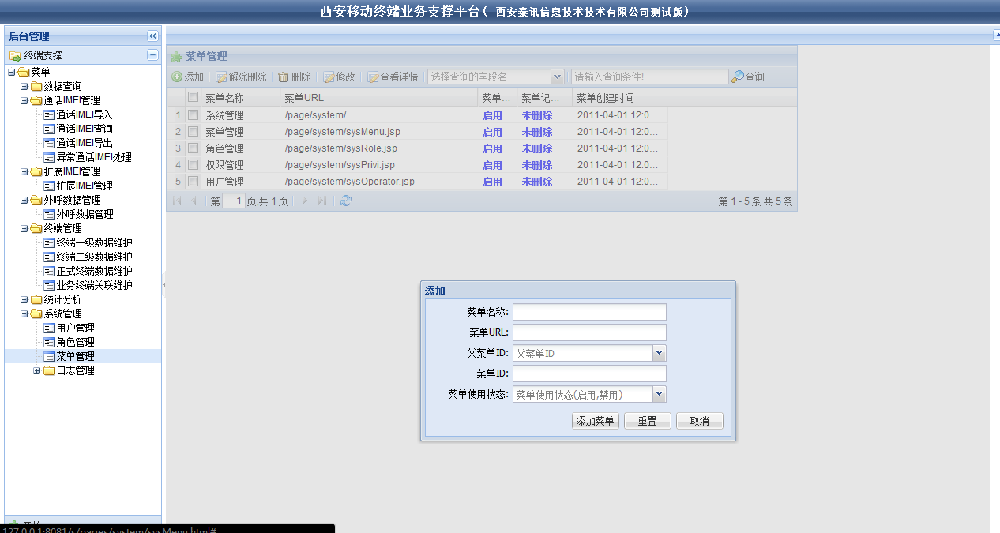 西安移动终端业务支撑平台( 西安泰讯信息技术技术有限公司测试版)
后台管理
终端支撑
菜单
数据查询
通话IMEI管理
通话IMEI导入
通话IMEI查询
通话IMEI导出
异常通话IMEI处理
扩展IMEI管理
扩展IMEI管理
外呼数据管理
外呼数据管理
终端管理
终端一级数据维护
终端二级数据维护
正式终端数据维护
业务终端关联维护
统计分析
系统管理
用户管理
角色管理
菜单管理
日志管理
菜单管理
添加 解除删除 删除 修改 查看详情 选择查询的字段名 请输入查询条件! 查询
菜单名称 菜单URL 菜单... 菜单记... 菜单创建时间
1 系统管理 /page/system/ 启用 未删除 2011-04-01 12:0...
2 菜单管理 /page/system/sysMenu.jsp 启用 未删除 2011-04-01 12:0...
3 角色管理 /page/system/sysRole.jsp 启用 未删除 2011-04-01 12:0...
4 权限管理 /page/system/sysPrivi.jsp 启用 未删除 2011-04-01 12:0...
5 用户管理 /page/system/sysOperator.jsp 启用 未删除 2011-04-01 12:0...
第 1 页,共 1 页 第 1 - 5 条 共 5 条
添加
菜单名称:
菜单URL:
父菜单ID: 父菜单ID
菜单ID:
菜单使用状态: 菜单使用状态(启用,禁用)
添加菜单 重置 取消
127.0.0.1:8081/s/pages/system/sysMenu.html#